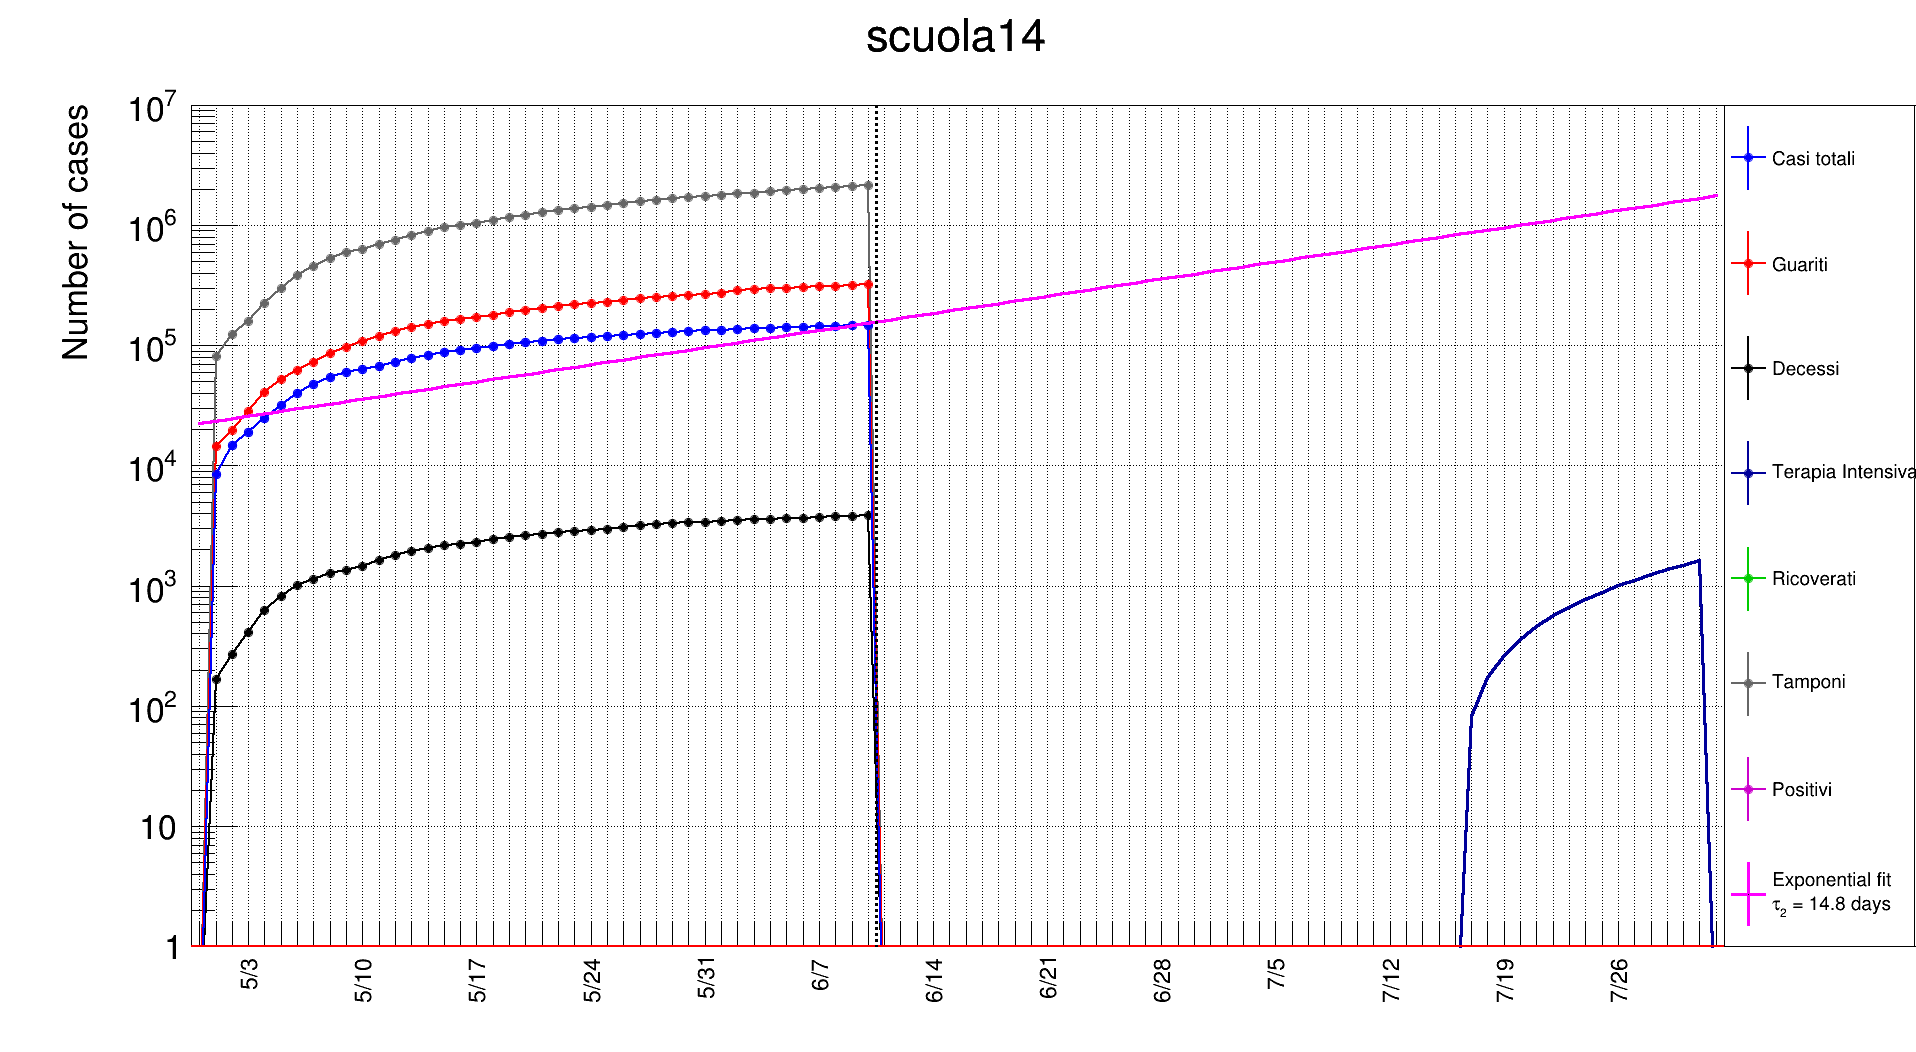 scuola14
Number of cases
10^7
10^6
10^5
10^4
10^3
10^2
10
1
5/3
5/10
5/17
5/24
5/31
6/7
6/14
6/21
6/28
7/5
7/12
7/19
7/26
Casi totali
Guariti
Decessi
Terapia Intensiva
Ricoverati
Tamponi
Positivi
Exponential fit
τ_2 = 14.8 days